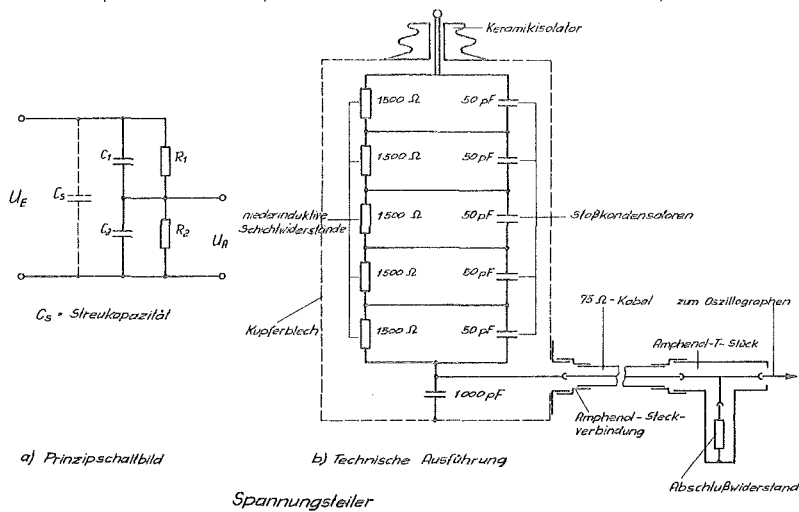 Keramikisolator
1500 Ω
50 pF
1500 Ω
50 pF
1500 Ω
50 pF
1500 Ω
50 pF
1500 Ω
50 pF
niederinduktive
Schichtwiderstände
Stoßkondensatoren
Kupferblech
1000 pF
75 Ω-Kabel
zum Oszillographen
Amphenol-T-Stück
Amphenol-Steck-
verbindung
Abschlußwiderstand
U_E
C_S
C_1
R_1
C_2
R_2
U_A
C_S = Streukapazität
a) Prinzipschaltbild
b) Technische Ausführung
Spannungsteiler